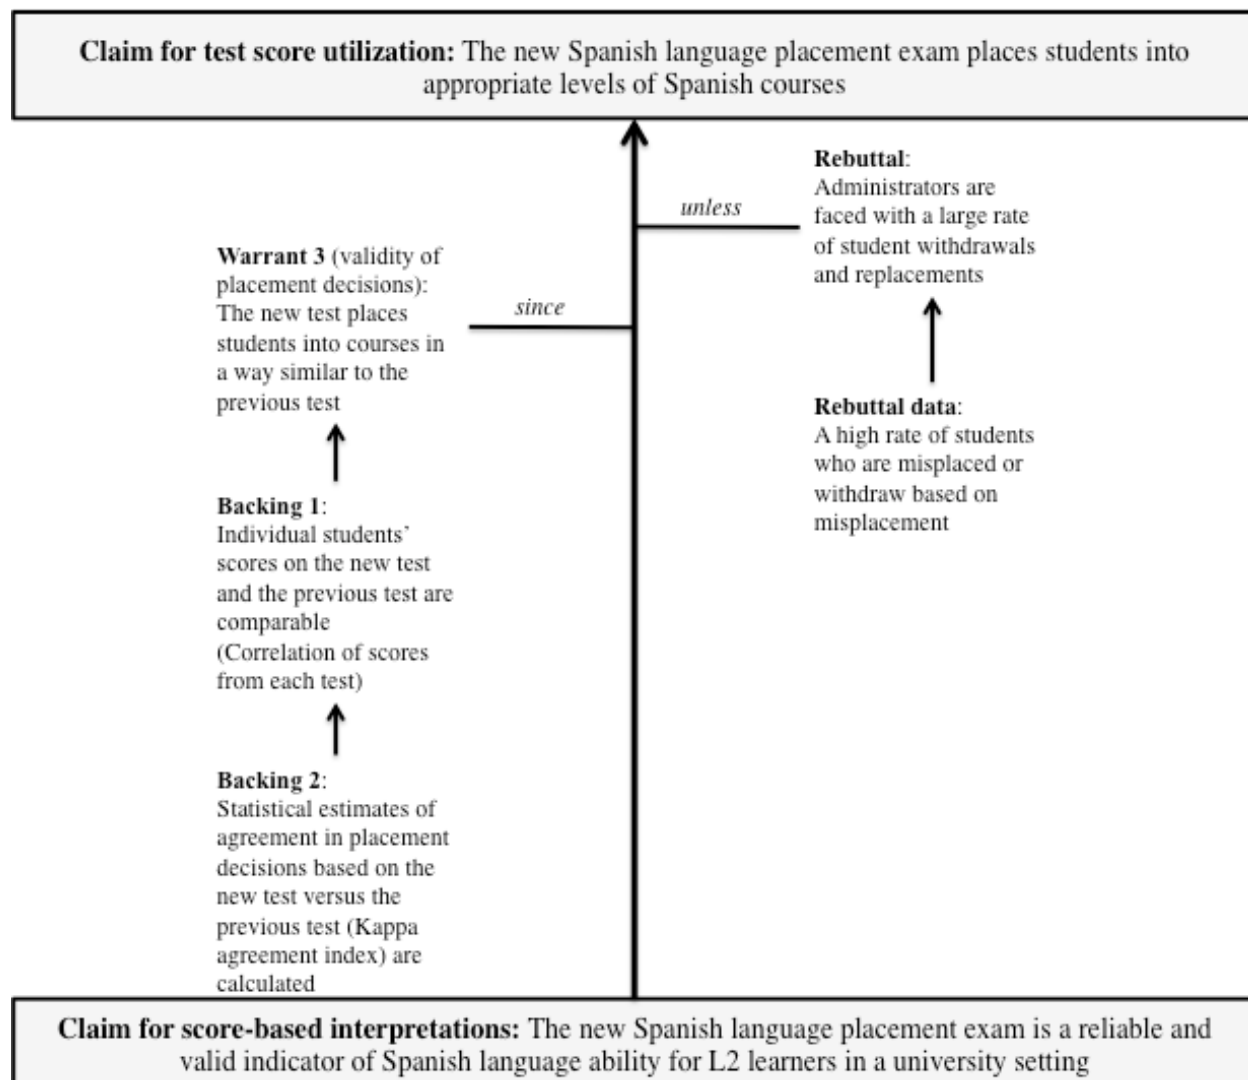 Claim for test score utilization: The new Spanish language placement exam places students into
appropriate levels of Spanish courses
Rebuttal:
Administrators are
faced with a large rate
of student withdrawals
and replacements
unless
Warrant 3 (validity of
placement decisions):
The new test places
students into courses in
a way similar to the
previous test
since
Rebuttal data:
A high rate of students
who are misplaced or
withdraw based on
misplacement
Backing 1:
Individual students’
scores on the new test
and the previous test are
comparable
(Correlation of scores
from each test)
Backing 2:
Statistical estimates of
agreement in placement
decisions based on the
new test versus the
previous test (Kappa
agreement index) are
calculated
Claim for score-based interpretations: The new Spanish language placement exam is a reliable and
valid indicator of Spanish language ability for L2 learners in a university setting